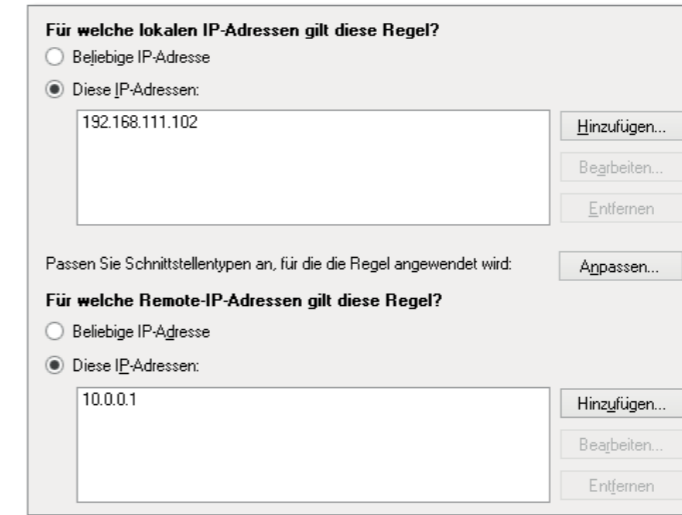 Für welche lokalen IP-Adressen gilt diese Regel?
Beliebige IP-Adresse
Diese IP-Adressen:
192.168.111.102
Hinzufügen...
Bearbeiten...
Entfernen
Passen Sie Schnittstellentypen an, für die die Regel angewendet wird:
Anpassen...
Für welche Remote-IP-Adressen gilt diese Regel?
Beliebige IP-Adresse
Diese IP-Adressen:
10.0.0.1
Hinzufügen...
Bearbeiten...
Entfernen